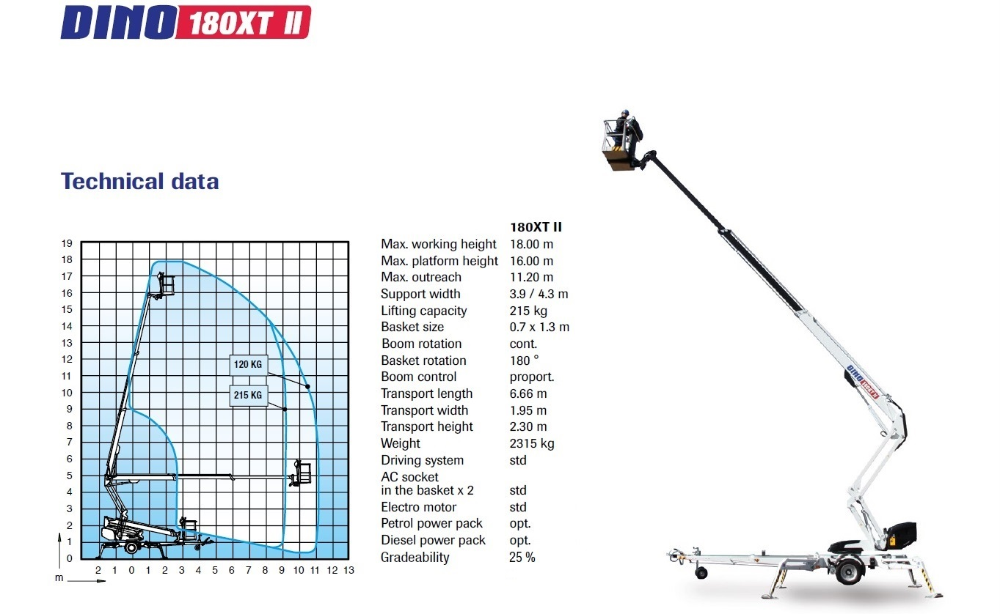 DINO 180XT II
Technical data
19
18
17
16
15
14
13
12
11
10
9
8
7
6
5
4
3
2
1
0
m
2 1 0 1 2 3 4 5 6 7 8 9 10 11 12 13
120 KG
215 KG
180XT II
Max. working height 18.00 m
Max. platform height 16.00 m
Max. outreach 11.20 m
Support width 3.9 / 4.3 m
Lifting capacity 215 kg
Basket size 0.7 x 1.3 m
Boom rotation cont.
Basket rotation 180 °
Boom control proport.
Transport length 6.66 m
Transport width 1.95 m
Transport height 2.30 m
Weight 2315 kg
Driving system std
AC socket
in the basket x 2 std
Electro motor std
Petrol power pack opt.
Diesel power pack opt.
Gradeability 25 %
DINO 180XT II